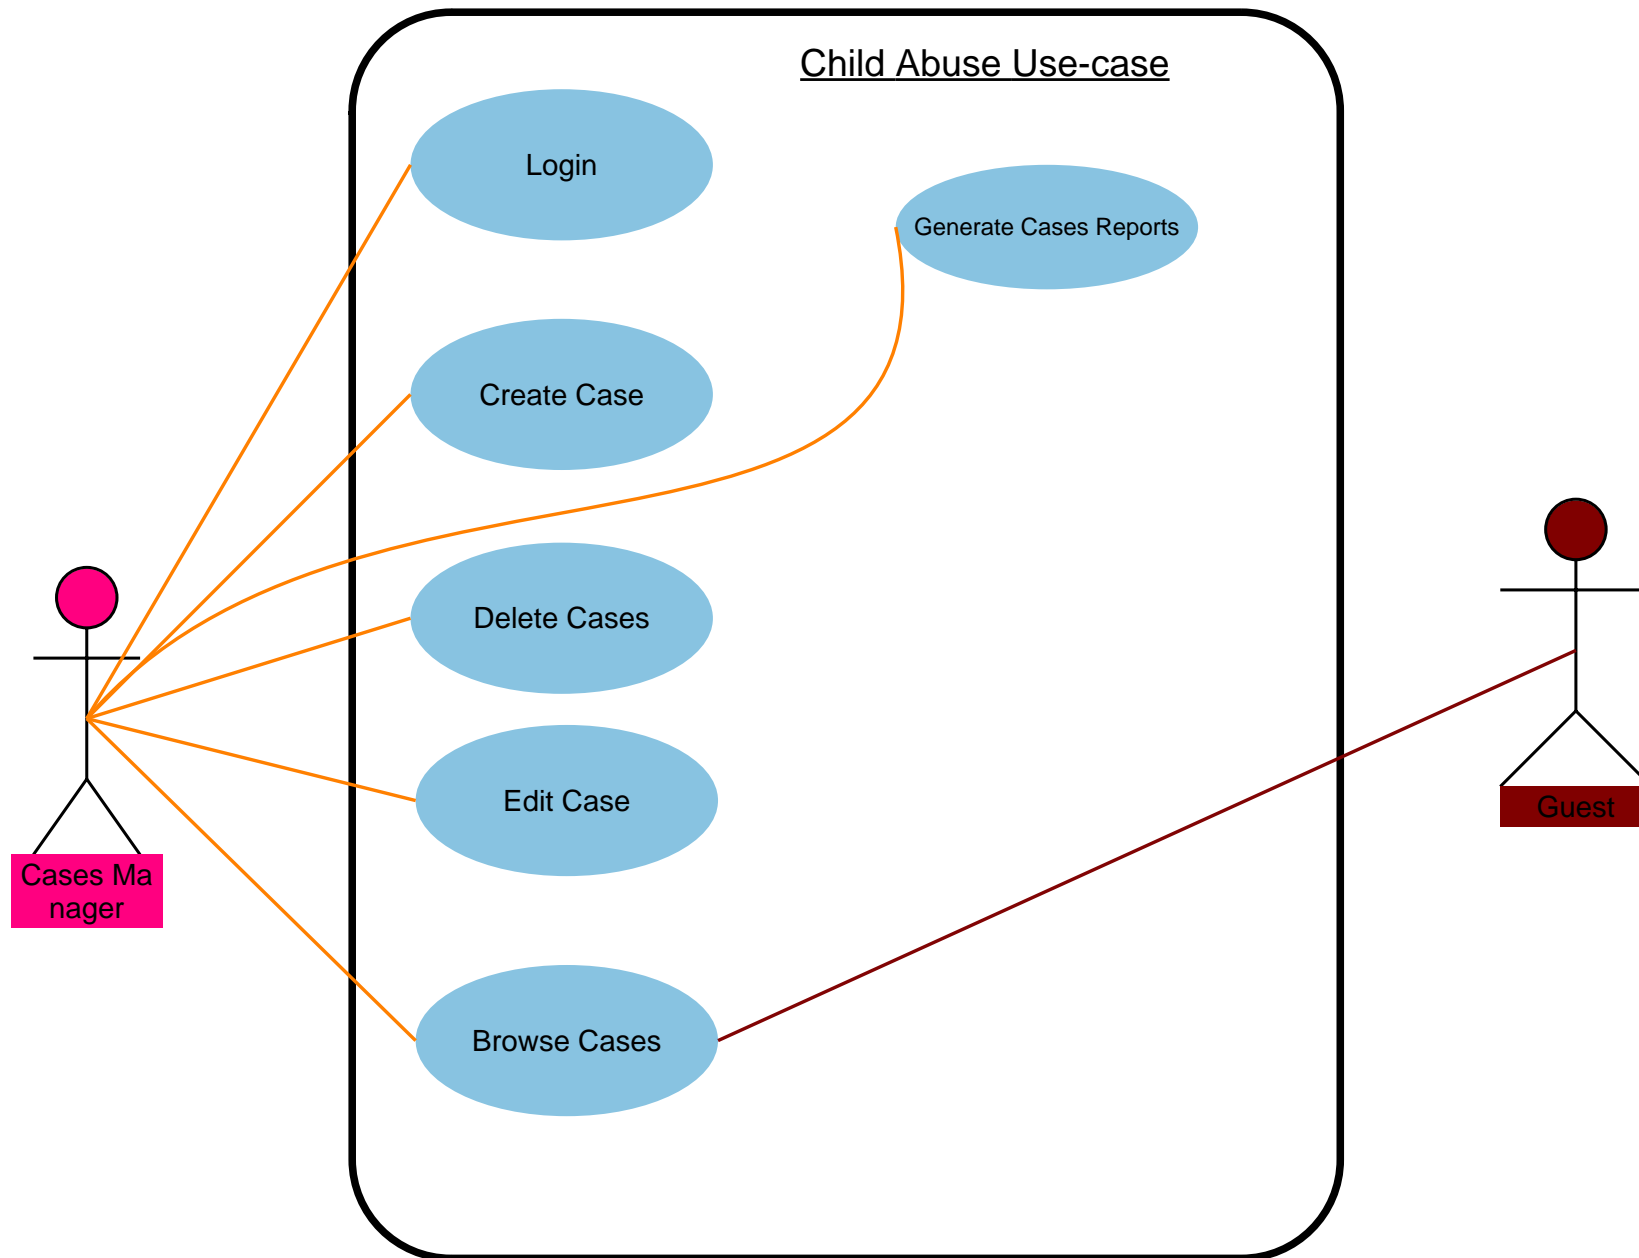 Child Abuse Use-case
Login
Generate Cases Reports
Create Case
Delete Cases
Edit Case
Browse Cases
Cases Ma
nager
Guest